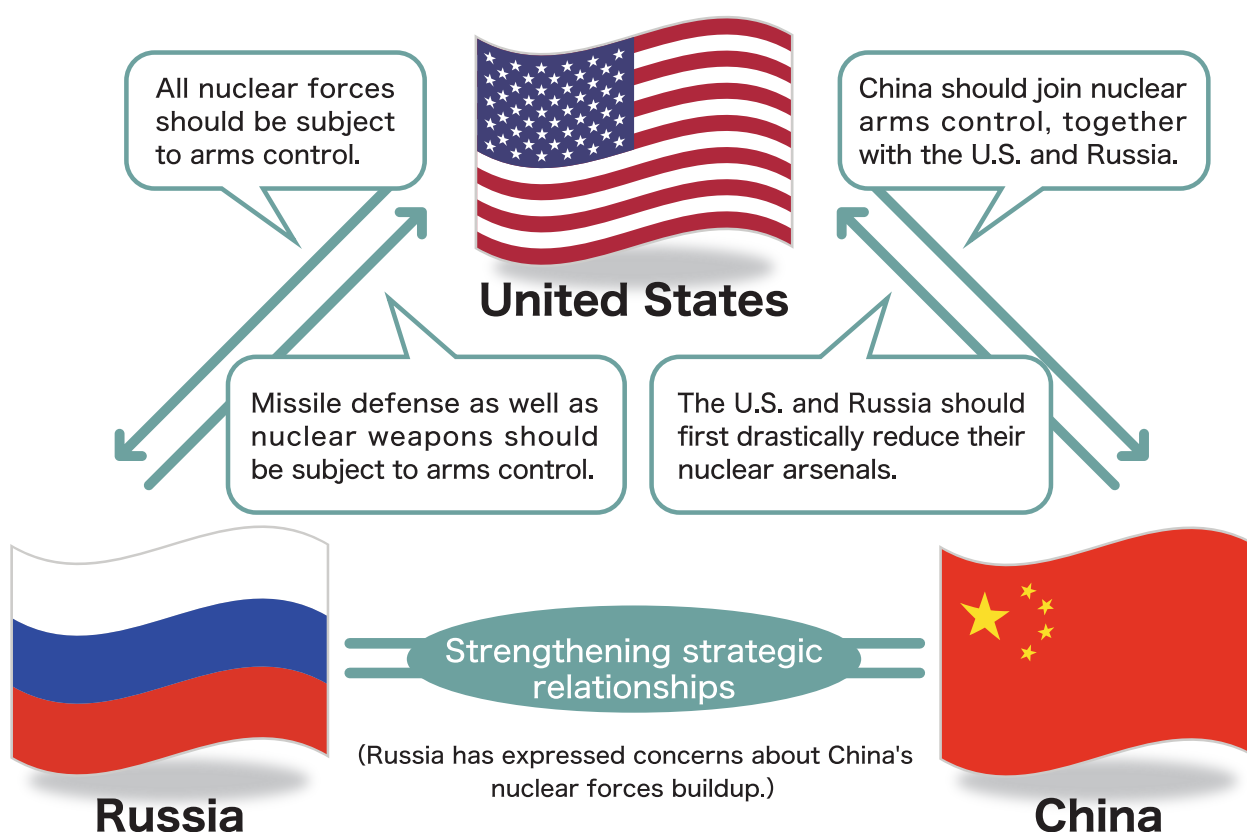 All nuclear forces
should be subject
to arms control.
China should join nuclear
arms control, together
with the U.S. and Russia.
United States
Missile defense as well as
nuclear weapons should
be subject to arms control.
The U.S. and Russia should
first drastically reduce their
nuclear arsenals.
Strengthening strategic
relationships
(Russia has expressed concerns about China's
nuclear forces buildup.)
Russia
China